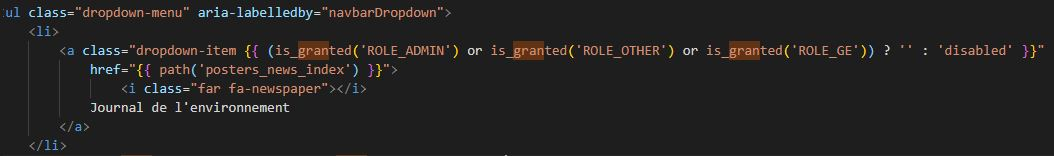 ul class="dropdown-menu" aria-labelledby="navbarDropdown">
<li>
<a class="dropdown-item {{ (is_granted('ROLE_ADMIN') or is_granted('ROLE_OTHER') or is_granted('ROLE_GE')) ? '' : 'disabled' }}"
href="{{ path('posters_news_index') }}">
<i class="far fa-newspaper"></i>
Journal de l'environnement
</a>
</li>